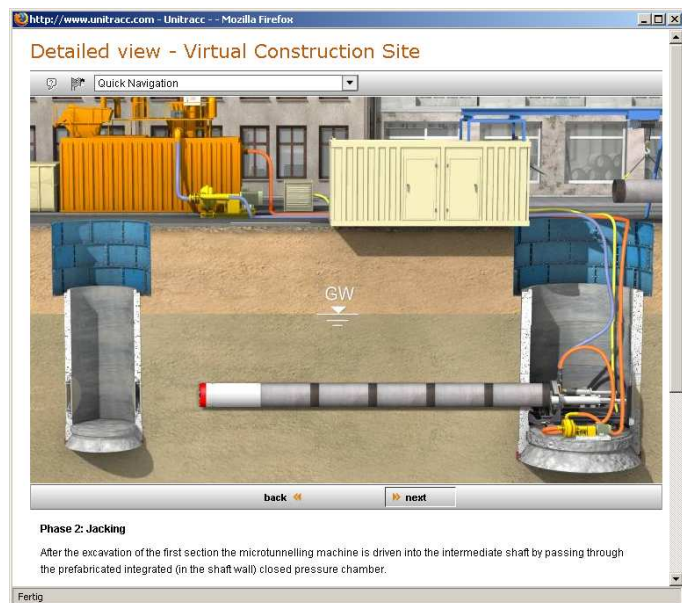 http://www.unitracc.com - Unitracc - - Mozilla Firefox
Detailed view - Virtual Construction Site
Quick Navigation
GW
back
next
Phase 2: Jacking
After the excavation of the first section the microtunnelling machine is driven into the intermediate shaft by passing through
the prefabricated integrated (in the shaft wall) closed pressure chamber.
Fertig